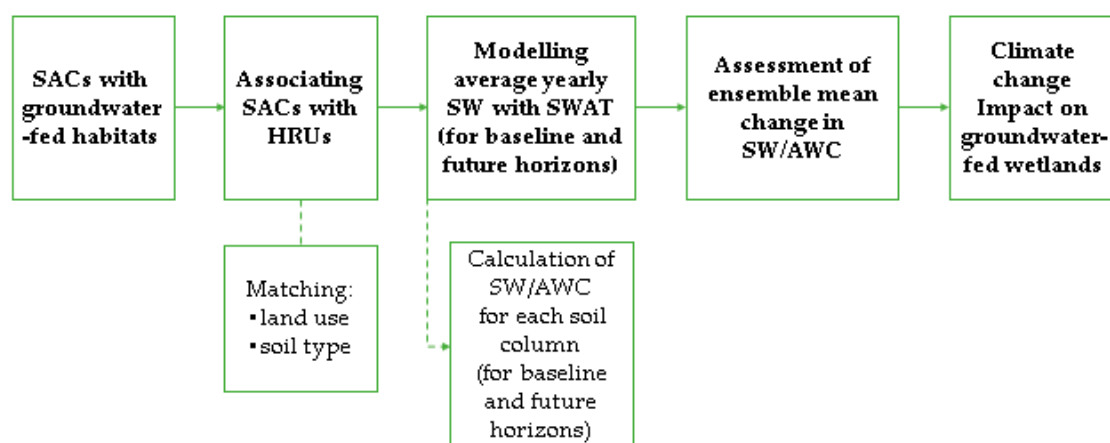 SACs with
groundwater
-fed habitats
Associating
SACs with
HRUs
Modelling
average yearly
SW with SWAT
(for baseline and
future horizons)
Assessment of
ensemble mean
change in
SW/AWC
Climate
change
Impact on
groundwater-
fed wetlands
Matching:
▪ land use
▪ soil type
Calculation of
SW/AWC
for each soil
column
(for baseline
and future
horizons)